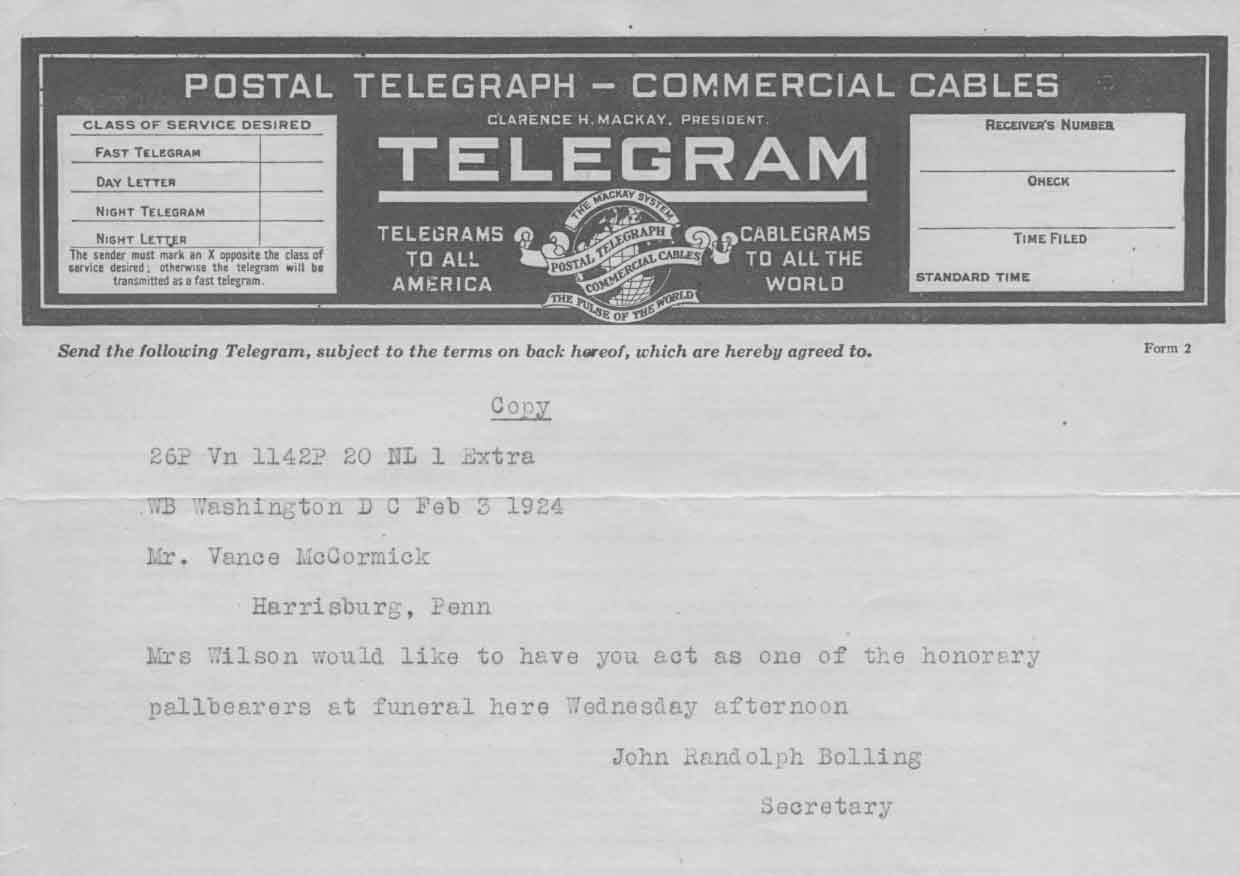 POSTAL TELEGRAPH – COMMERCIAL CABLES
CLARENCE H. MACKAY, PRESIDENT.
TELEGRAM
CLASS OF SERVICE DESIRED
FAST TELEGRAM
DAY LETTER
NIGHT TELEGRAM
NIGHT LETTER
The sender must mark an X opposite the class of
service desired; otherwise the telegram will be
transmitted as a fast telegram.
TELEGRAMS
TO ALL
AMERICA
THE MACKAY SYSTEM
POSTAL TELEGRAPH
COMMERCIAL CABLES
THE PULSE OF THE WORLD
CABLEGRAMS
TO ALL THE
WORLD
RECEIVER'S NUMBER
CHECK
TIME FILED
STANDARD TIME
Send the following Telegram, subject to the terms on back hereof, which are hereby agreed to.
Form 2
Copy
26P Vn 1142P 20 NL 1 Extra
WB Washington D C Feb 3 1924
Mr. Vance McCormick
Harrisburg, Penn
Mrs Wilson would like to have you act as one of the honorary
pallbearers at funeral here Wednesday afternoon
John Randolph Bolling
Secretary